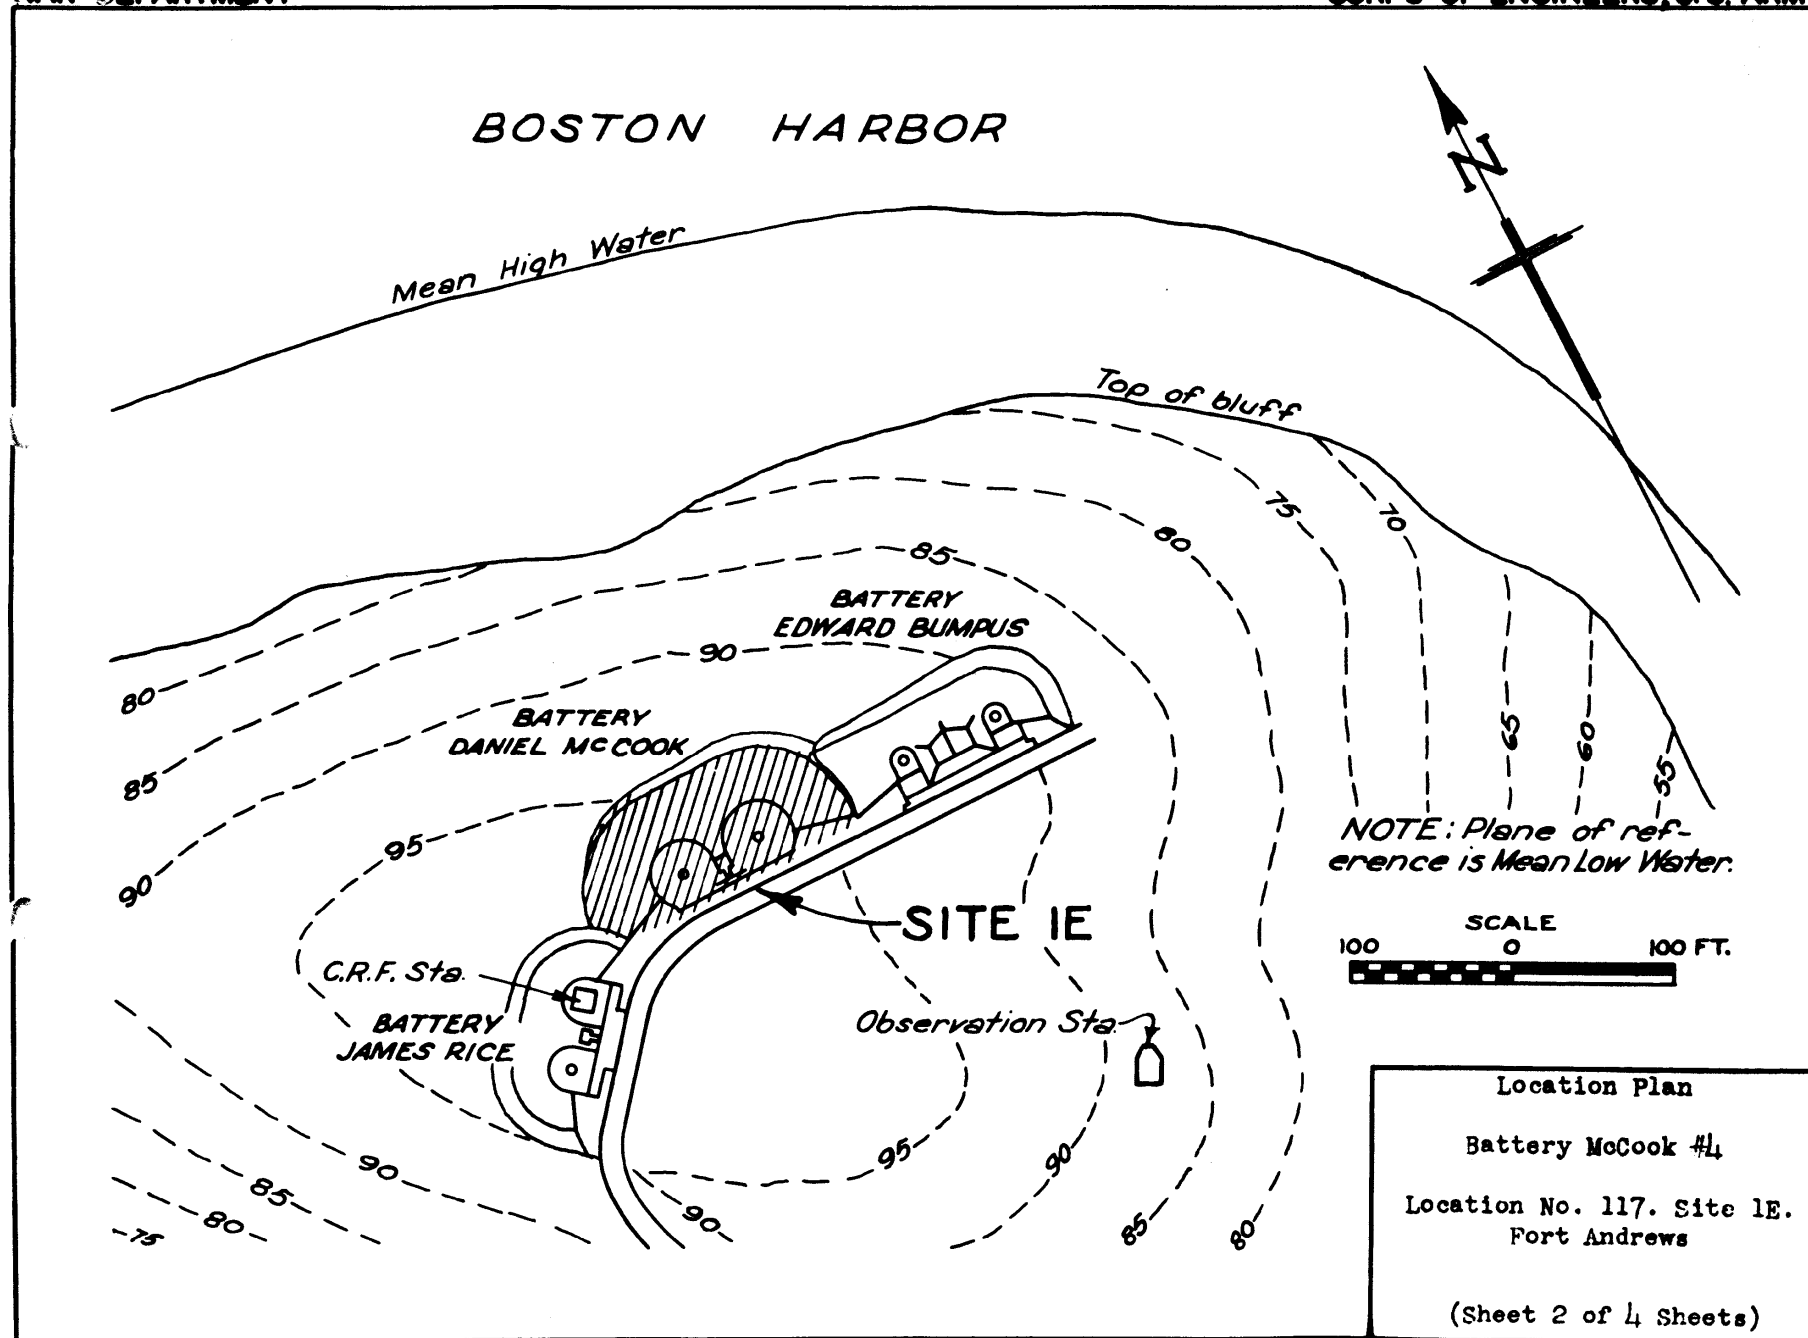 BOSTON HARBOR
N
Mean High Water
Top of bluff
75
70
80
85
BATTERY
EDWARD BUMPUS
90
80
BATTERY
DANIEL McCOOK
85
65
60
55
95
90
NOTE: Plane of ref-
erence is Mean Low Water.
SITE 1E
SCALE
100 0 100 FT.
C.R.F. Sta.
BATTERY
JAMES RICE
Observation Sta.
95
90
90
85
80
75
90
85
80
Location Plan
Battery McCook #4
Location No. 117. Site 1E.
Fort Andrews
(Sheet 2 of 4 Sheets)